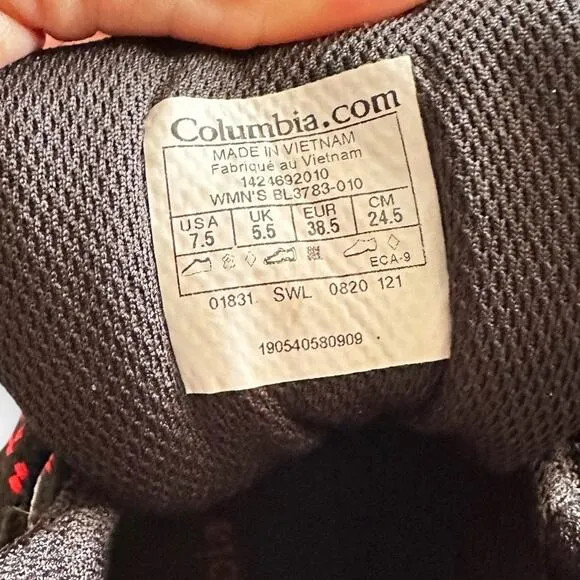 Columbia.com
MADE IN VIETNAM
Fabriqué au Vietnam
1424692010
WMN'S BL3783-010
USA UK EUR CM
7.5 5.5 38.5 24.5
ECA-9
01831 SWL 0820 121
190540580909